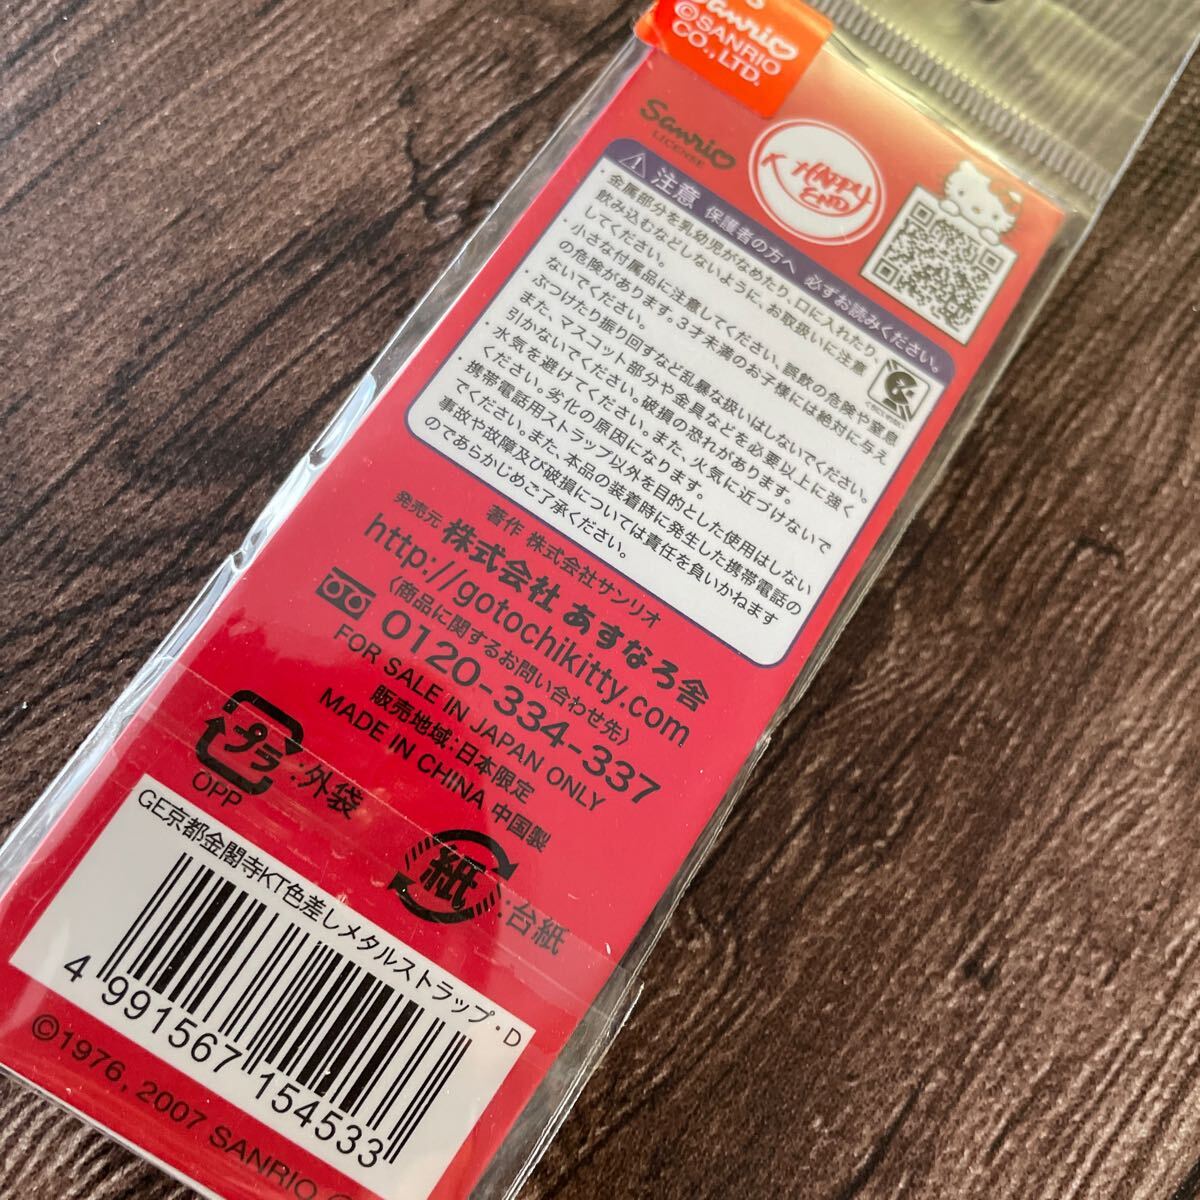 Sanrio
©SANRIO
CO.,LTD.
Sanrio
LICENSE
K HAPPY
END
注意 保護者の方へ 必ずお読みください。
・金属部分を乳幼児がなめたり、口に入れたり、
飲み込むなどしないように、お取扱いに注意
してください。
・小さな付属品に注意してください。誤飲の危険や窒息
の危険があります。3才未満のお子様には絶対に与え
ないでください。
・ぶつけたり振り回すなど乱暴な扱いはしないでください。
また、マスコット部分や金具などを必要以上に強く
引かないでください。破損の恐れがあります。
・水気を避けてください。また、火気に近づけないで
ください。劣化の原因になります。
・携帯電話用ストラップ以外を目的とした使用はしない
でください。また、本品の装着時に発生した携帯電話の
事故や故障及び破損については責任を負いかねます
のであらかじめご了承ください。
著作 株式会社サンリオ
発売元 株式会社 あすなろ舎
http://gotochikitty.com
〈商品に関するお問い合わせ先〉
0120-334-337
FOR SALE IN JAPAN ONLY
販売地域:日本限定
MADE IN CHINA 中国製
プラ
:外袋
OPP
紙
:台紙
GE京都金閣寺KT色差しメタルストラップ・D
4 991567 154533
©1976, 2007 SANRIO